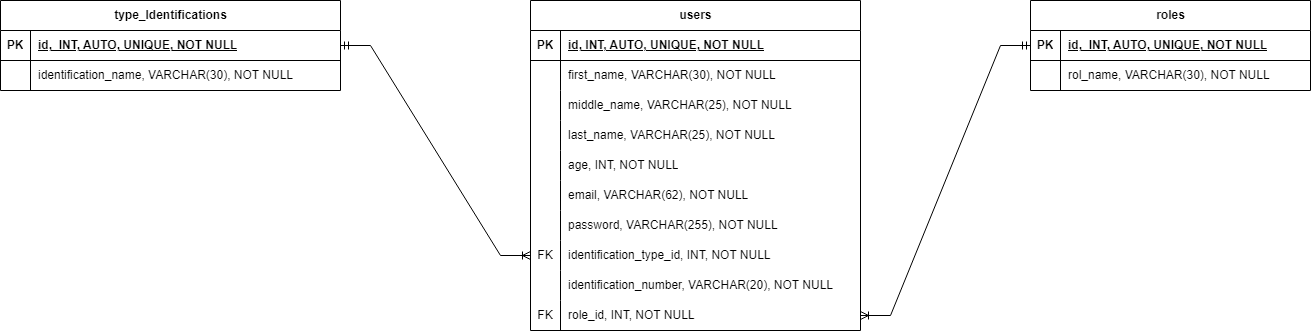 type_Identifications
PK id,  INT, AUTO, UNIQUE, NOT NULL
identification_name, VARCHAR(30), NOT NULL
users
PK id, INT, AUTO, UNIQUE, NOT NULL
first_name, VARCHAR(30), NOT NULL
middle_name, VARCHAR(25), NOT NULL
last_name, VARCHAR(25), NOT NULL
age, INT, NOT NULL
email, VARCHAR(62), NOT NULL
password, VARCHAR(255), NOT NULL
FK identification_type_id, INT, NOT NULL
identification_number, VARCHAR(20), NOT NULL
FK role_id, INT, NOT NULL
roles
PK id,  INT, AUTO, UNIQUE, NOT NULL
rol_name, VARCHAR(30), NOT NULL